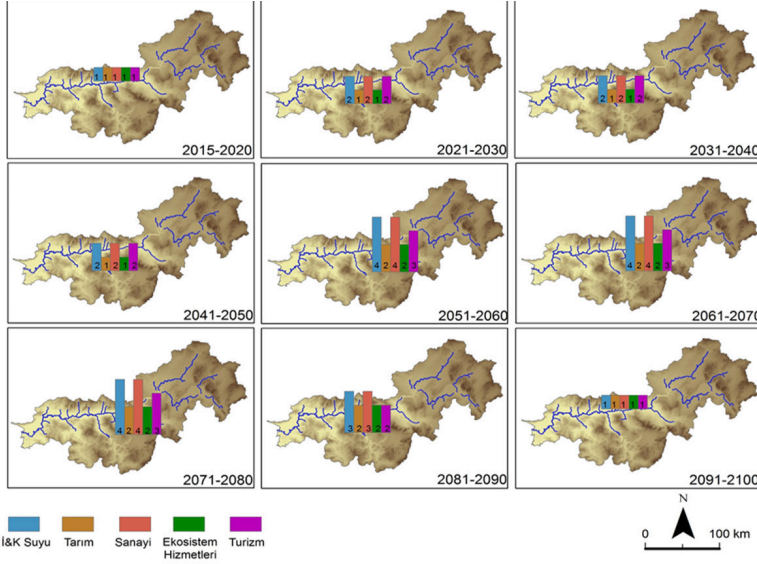 1 1 1 1 1
2015-2020
2 1 2 1 2
2021-2030
2 1 2 1 2
2031-2040
2 1 2 1 2
2041-2050
4 2 4 2 3
2051-2060
4 2 4 2 3
2061-2070
4 2 4 2 3
2071-2080
3 2 3 2 2
2081-2090
1 1 1 1 1
2091-2100
İ&K Suyu
Tarım
Sanayi
Ekosistem
Hizmetleri
Turizm
N
0 100 km